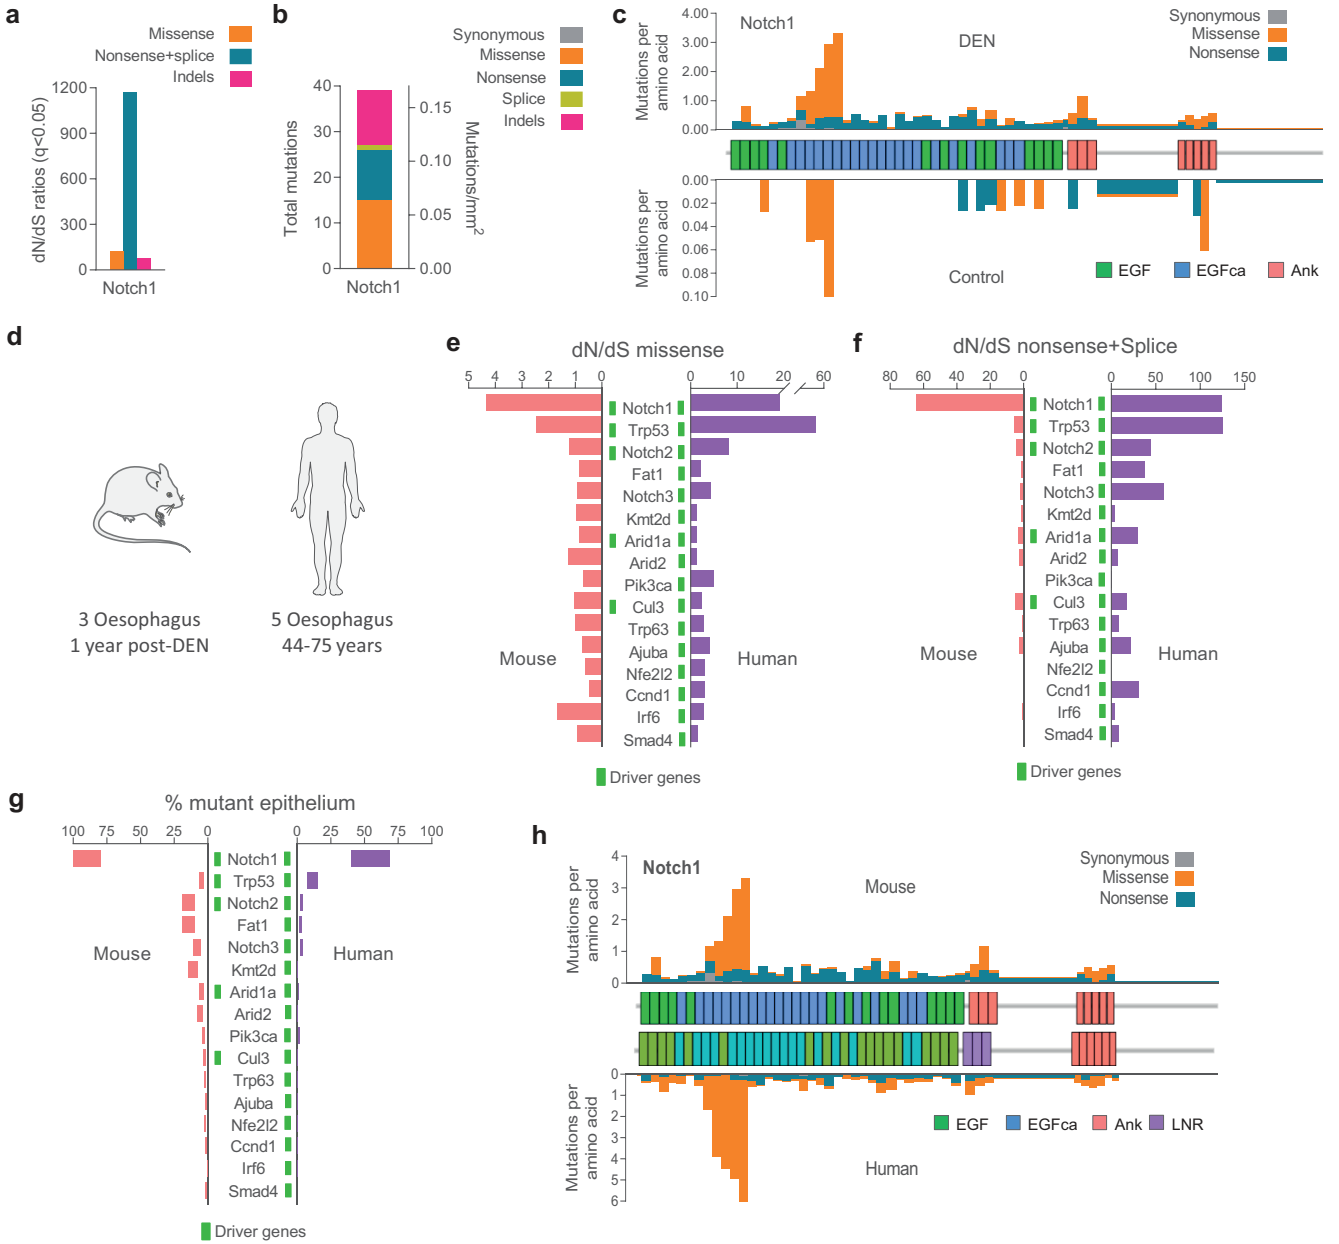 a
Missense
Nonsense+splice
Indels
dN/dS ratios (q<0.05)
1200
900
600
300
0
Notch1
b
Synonymous
Missense
Nonsense
Splice
Indels
Total mutations
40
30
20
10
0
0.15
0.10
0.05
0.00
Mutations/mm2
Notch1
c
Notch1
DEN
Synonymous
Missense
Nonsense
Mutations per
amino acid
4.00
3.00
2.00
1.00
0.00
Mutations per
amino acid
0.00
0.02
0.04
0.06
0.08
0.10
Control
EGF
EGFca
Ank
d
3 Oesophagus
1 year post-DEN
5 Oesophagus
44-75 years
e
dN/dS missense
5 4 3 2 1 0
0 10 20 60
Notch1
Trp53
Notch2
Fat1
Notch3
Kmt2d
Arid1a
Arid2
Pik3ca
Cul3
Trp63
Ajuba
Nfe2l2
Ccnd1
Irf6
Smad4
Mouse
Human
Driver genes
f
dN/dS nonsense+Splice
80 60 40 20 0
0 50 100 150
Notch1
Trp53
Notch2
Fat1
Notch3
Kmt2d
Arid1a
Arid2
Pik3ca
Cul3
Trp63
Ajuba
Nfe2l2
Ccnd1
Irf6
Smad4
Mouse
Human
Driver genes
g
% mutant epithelium
100 75 50 25 0
0 25 50 75 100
Notch1
Trp53
Notch2
Fat1
Notch3
Kmt2d
Arid1a
Arid2
Pik3ca
Cul3
Trp63
Ajuba
Nfe2l2
Ccnd1
Irf6
Smad4
Mouse
Human
Driver genes
h
Notch1
Mouse
Synonymous
Missense
Nonsense
Mutations per
amino acid
4
3
2
1
0
Mutations per
amino acid
0
1
2
3
4
5
6
EGF
EGFca
Ank
LNR
Human